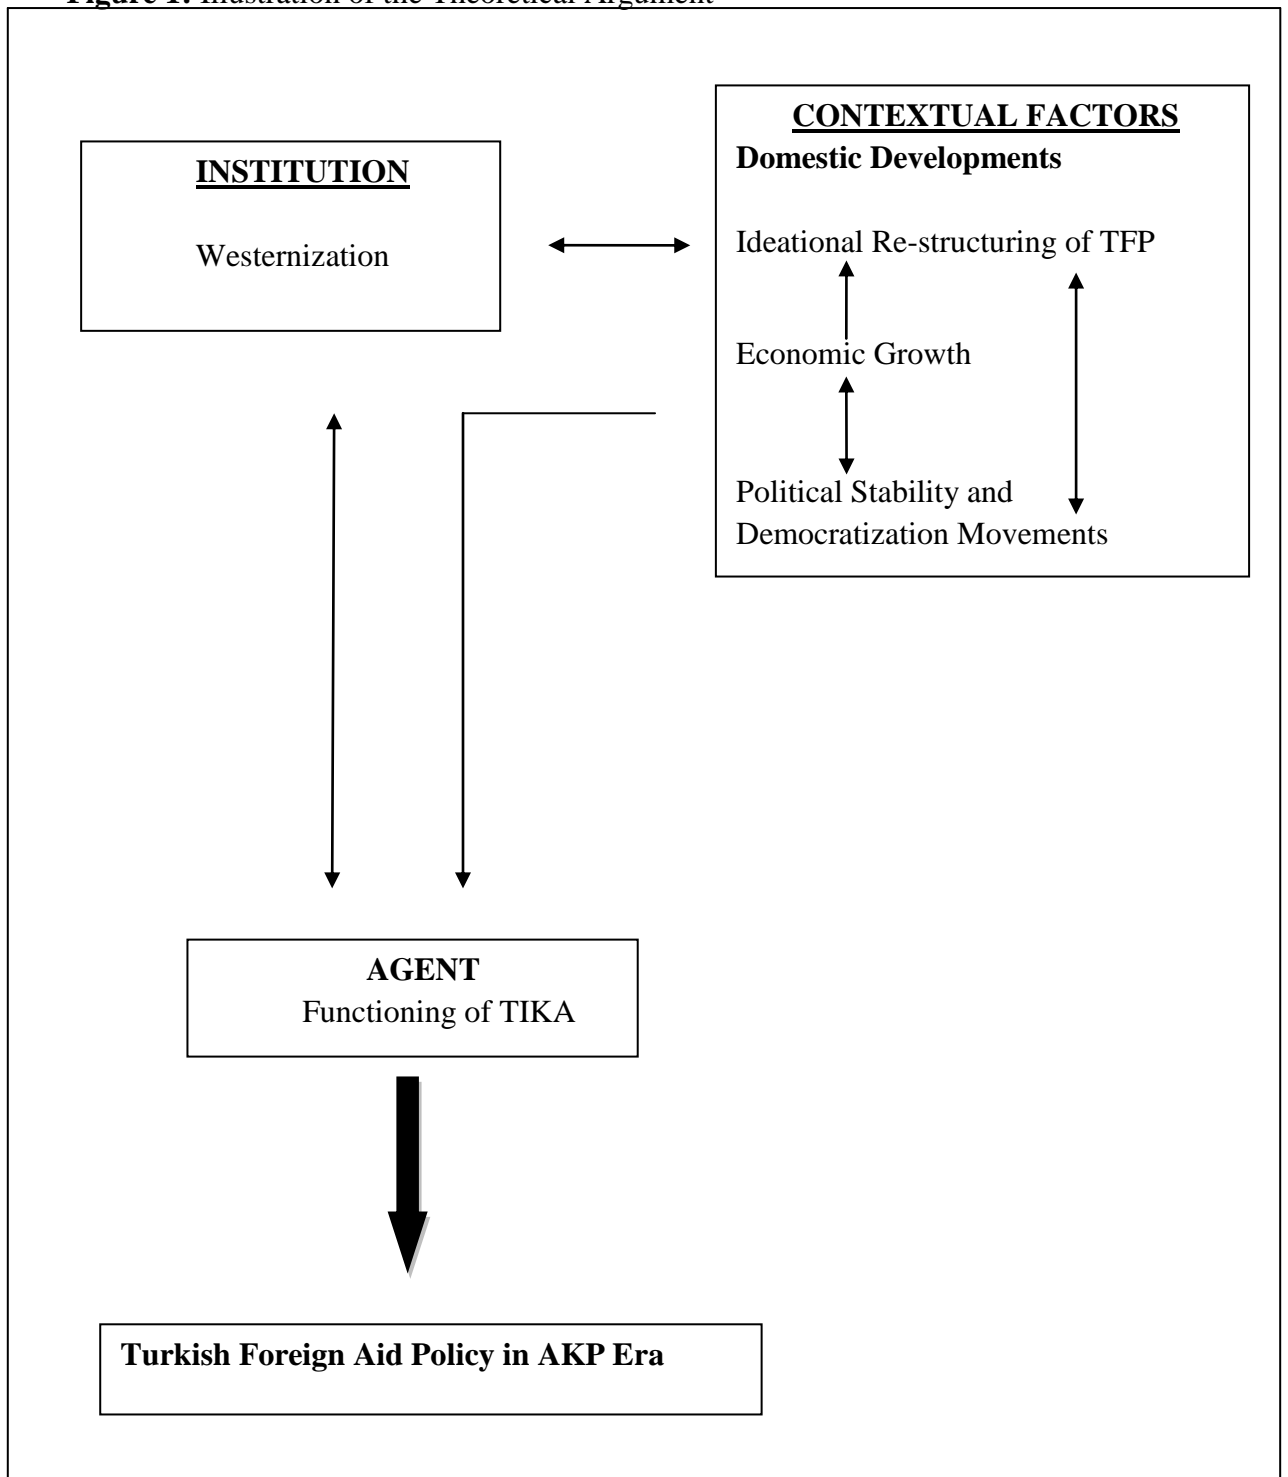 Figure 1: Illustration of the Theoretical Argument
CONTEXTUAL FACTORS
Domestic Developments
INSTITUTION
Westernization
Ideational Re-structuring of TFP
Economic Growth
Political Stability and
Democratization Movements
AGENT
Functioning of TIKA
Turkish Foreign Aid Policy in AKP Era